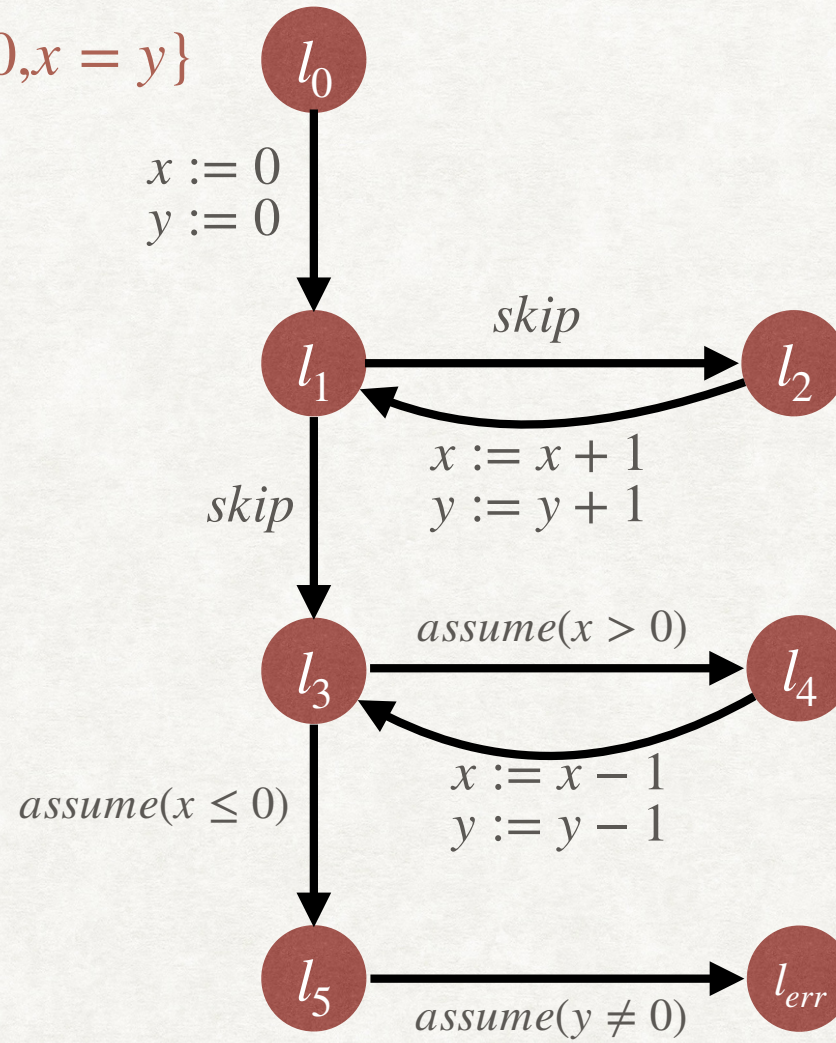 0,x = y}
l₀
x := 0
y := 0
skip
l₁
l₂
x := x + 1
y := y + 1
skip
assume(x > 0)
l₃
l₄
x := x − 1
y := y − 1
assume(x ≤ 0)
l₅
l_err
assume(y ≠ 0)